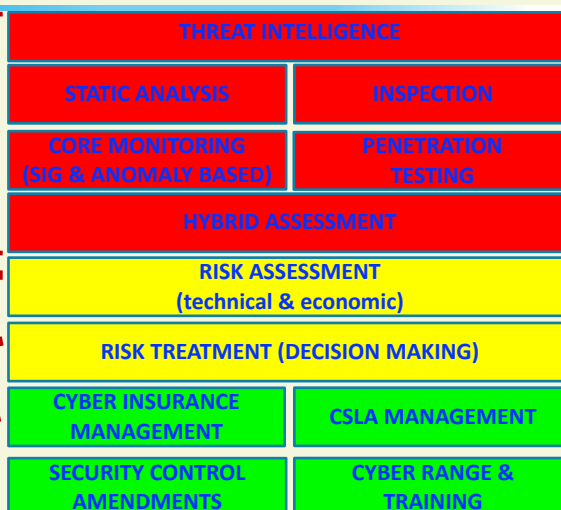 THREAT INTELLIGENCE
STATIC ANALYSIS
INSPECTION
CORE MONITORING
(SIG & ANOMALY BASED)
PENETRATION
TESTING
HYBRID ASSESSMENT
RISK ASSESSMENT
(technical & economic)
RISK TREATMENT (DECISION MAKING)
CYBER INSURANCE
MANAGEMENT
CSLA MANAGEMENT
SECURITY CONTROL
AMENDMENTS
CYBER RANGE &
TRAINING